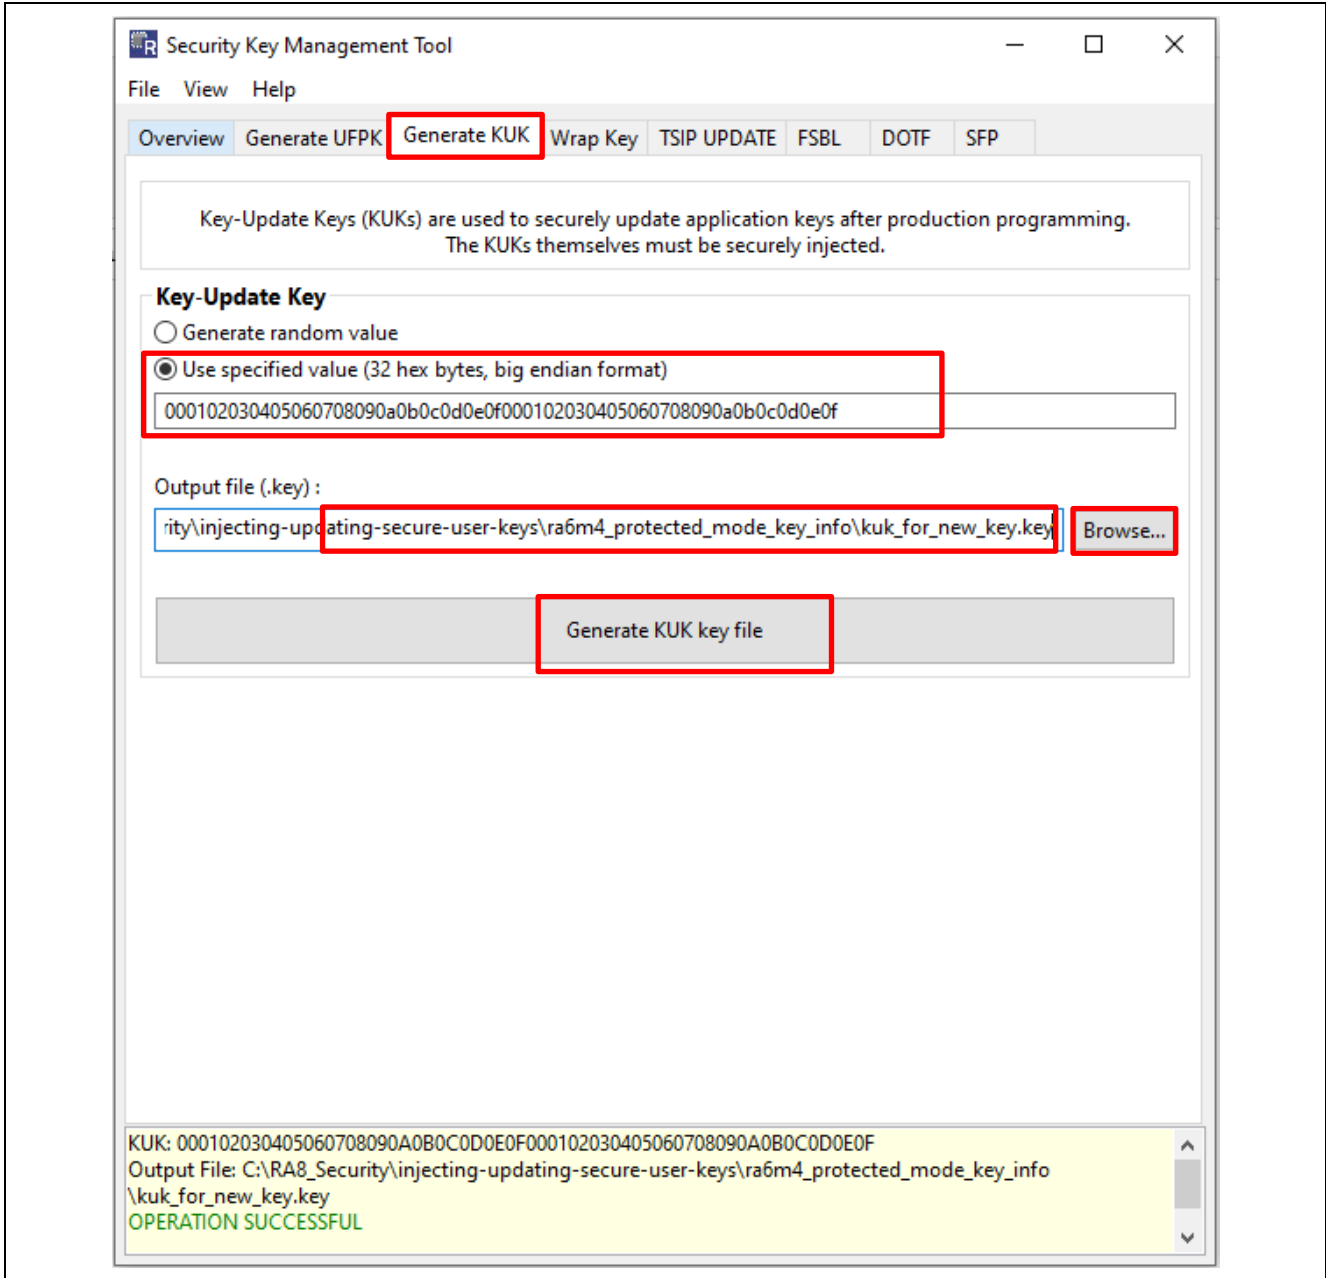 Security Key Management Tool
File View Help
Overview Generate UFPK Generate KUK Wrap Key TSIP UPDATE FSBL DOTF SFP
Key-Update Keys (KUKs) are used to securely update application keys after production programming.
The KUKs themselves must be securely injected.
Key-Update Key
Generate random value
Use specified value (32 hex bytes, big endian format)
000102030405060708090a0b0c0d0e0f000102030405060708090a0b0c0d0e0f
Output file (.key) :
rity\injecting-updating-secure-user-keys\ra6m4_protected_mode_key_info\kuk_for_new_key.key Browse...
Generate KUK key file
KUK: 000102030405060708090A0B0C0D0E0F000102030405060708090A0B0C0D0E0F
Output File: C:\RA8_Security\injecting-updating-secure-user-keys\ra6m4_protected_mode_key_info
\kuk_for_new_key.key
OPERATION SUCCESSFUL